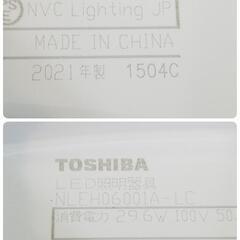 NVC Lighting JP
MADE IN CHINA
2021年製 1504C
TOSHIBA
LED照明器具
NLEH06001A-LC
消費電力 29.6W 100V 50